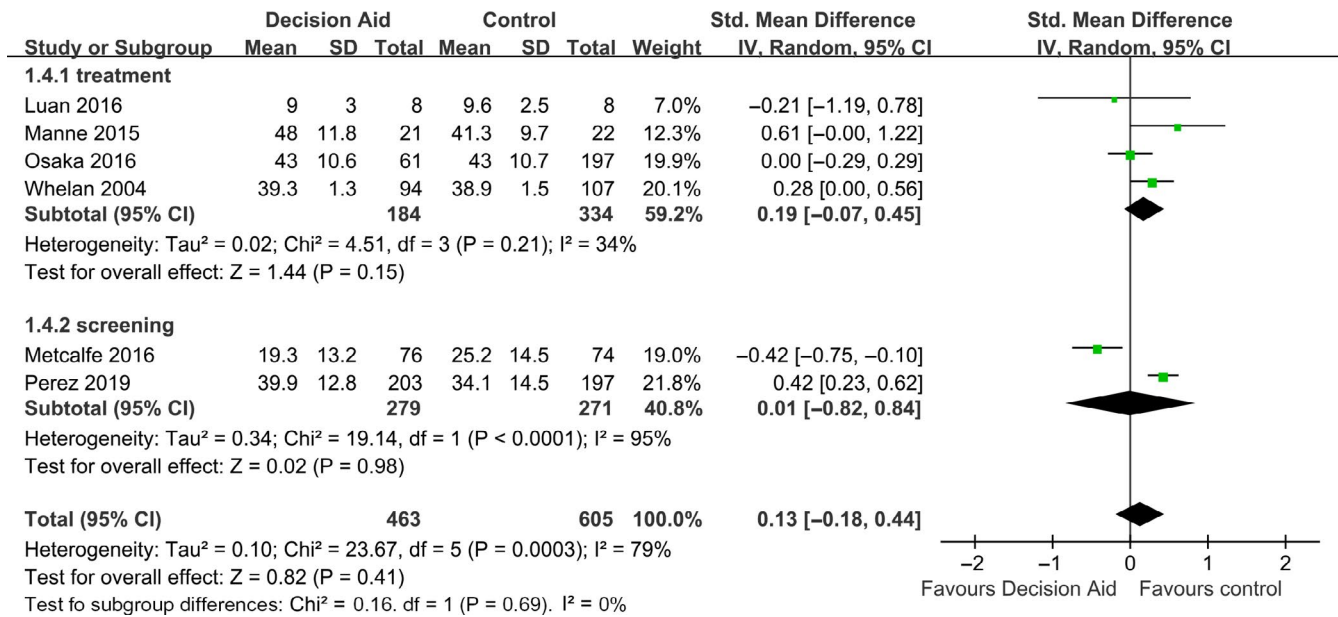 Decision Aid Control Std. Mean Difference Std. Mean Difference
Study or Subgroup Mean SD Total Mean SD Total Weight IV, Random, 95% CI IV, Random, 95% CI
1.4.1 treatment
Luan 2016 9 3 8 9.6 2.5 8 7.0% −0.21 [−1.19, 0.78]
Manne 2015 48 11.8 21 41.3 9.7 22 12.3% 0.61 [−0.00, 1.22]
Osaka 2016 43 10.6 61 43 10.7 197 19.9% 0.00 [−0.29, 0.29]
Whelan 2004 39.3 1.3 94 38.9 1.5 107 20.1% 0.28 [0.00, 0.56]
Subtotal (95% CI) 184 334 59.2% 0.19 [−0.07, 0.45]
Heterogeneity: Tau² = 0.02; Chi² = 4.51, df = 3 (P = 0.21); I² = 34%
Test for overall effect: Z = 1.44 (P = 0.15)
1.4.2 screening
Metcalfe 2016 19.3 13.2 76 25.2 14.5 74 19.0% −0.42 [−0.75, −0.10]
Perez 2019 39.9 12.8 203 34.1 14.5 197 21.8% 0.42 [0.23, 0.62]
Subtotal (95% CI) 279 271 40.8% 0.01 [−0.82, 0.84]
Heterogeneity: Tau² = 0.34; Chi² = 19.14, df = 1 (P < 0.0001); I² = 95%
Test for overall effect: Z = 0.02 (P = 0.98)
Total (95% CI) 463 605 100.0% 0.13 [−0.18, 0.44]
Heterogeneity: Tau² = 0.10; Chi² = 23.67, df = 5 (P = 0.0003); I² = 79%
Test for overall effect: Z = 0.82 (P = 0.41)
Test fo subgroup differences: Chi² = 0.16. df = 1 (P = 0.69). I² = 0%
−2 −1 0 1 2
Favours Decision Aid Favours control